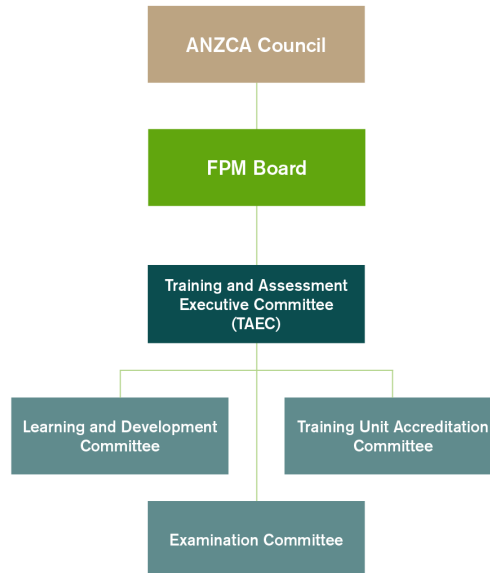 ANZCA Council
FPM Board
Training and Assessment
Executive Committee
(TAEC)
Learning and Development
Committee
Training Unit Accreditation
Committee
Examination Committee